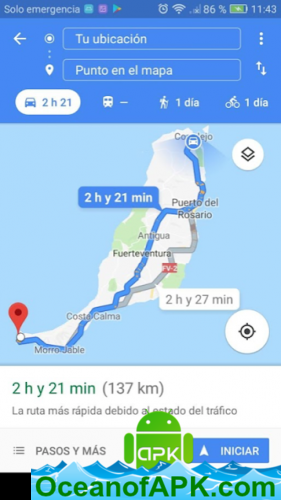 Solo emergencia 86 % 11:43
Tu ubicación
Punto en el mapa
2 h 21 — 1 día 1 día
Corralejo
2 h y 21 min
Puerto del
Rosario
Antigua
Fuerteventura
FV-2
2 h y 27 min
Costa Calma
Morro Jable
2 h y 21 min (137 km)
La ruta más rápida debido al estado del tráfico
PASOS Y MÁS INICIAR
APK
OceanofAPK.com